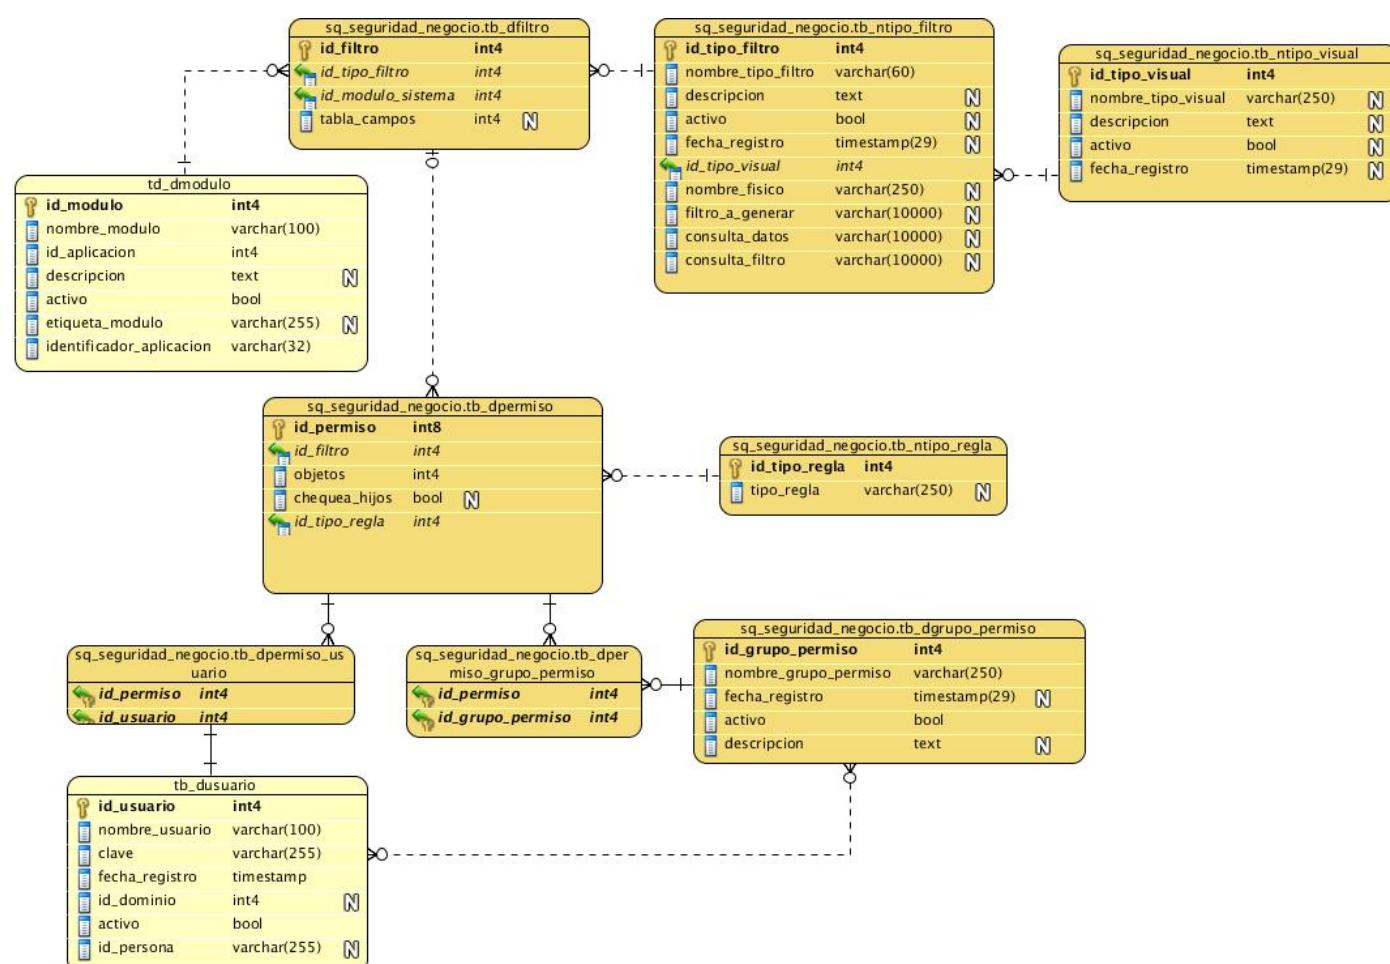 sq_seguridad_negocio.tb_dfiltro
id_filtro int4
id_tipo_filtro int4
id_modulo_sistema int4
tabla_campos int4 N
sq_seguridad_negocio.tb_ntipo_filtro
id_tipo_filtro int4
nombre_tipo_filtro varchar(60)
descripcion text N
activo bool N
fecha_registro timestamp(29) N
id_tipo_visual int4
nombre_fisico varchar(250) N
filtro_a_generar varchar(10000) N
consulta_datos varchar(10000) N
consulta_filtro varchar(10000) N
sq_seguridad_negocio.tb_ntipo_visual
id_tipo_visual int4
nombre_tipo_visual varchar(250) N
descripcion text N
activo bool N
fecha_registro timestamp(29) N
td_dmodulo
id_modulo int4
nombre_modulo varchar(100)
id_aplicacion int4
descripcion text N
activo bool
etiqueta_modulo varchar(255) N
identificador_aplicacion varchar(32)
sq_seguridad_negocio.tb_dpermiso
id_permiso int8
id_filtro int4
objetos int4
chequea_hijos bool N
id_tipo_regla int4
sq_seguridad_negocio.tb_ntipo_regla
id_tipo_regla int4
tipo_regla varchar(250) N
sq_seguridad_negocio.tb_dpermiso_us
uario
id_permiso int4
id_usuario int4
sq_seguridad_negocio.tb_dper
miso_grupo_permiso
id_permiso int4
id_grupo_permiso int4
sq_seguridad_negocio.tb_dgrupo_permiso
id_grupo_permiso int4
nombre_grupo_permiso varchar(250)
fecha_registro timestamp(29) N
activo bool
descripcion text N
tb_dusuario
id_usuario int4
nombre_usuario varchar(100)
clave varchar(255)
fecha_registro timestamp
id_dominio int4 N
activo bool
id_persona varchar(255) N